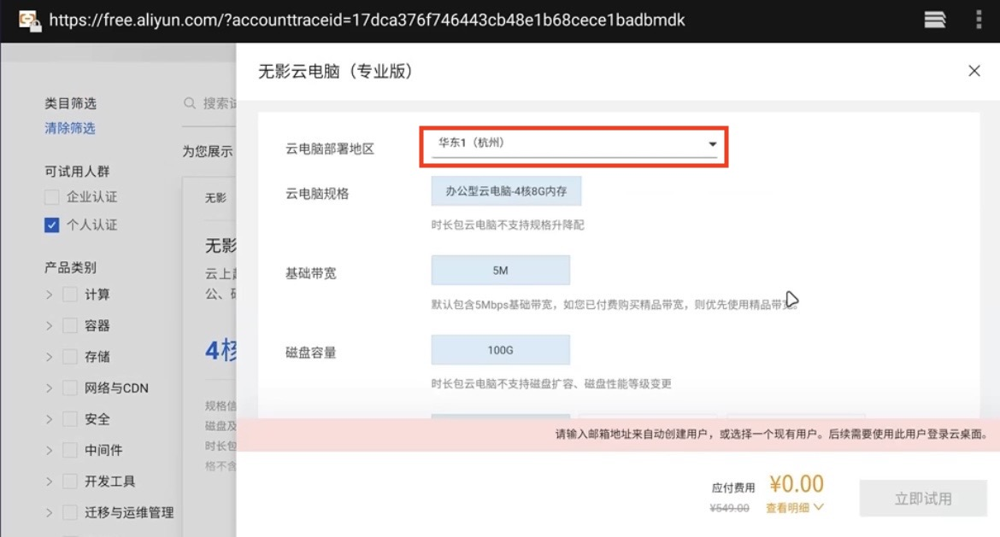 https://free.aliyun.com/?accounttraceid=17dca376f746443cb48e1b68cece1badbmdk
类目筛选
清除筛选
可试用人群
企业认证
个人认证
产品类别
计算
容器
存储
网络与CDN
安全
中间件
开发工具
迁移与运维管理
搜索试
为您展示
无影
无影
云上
公、
4核
规格信
磁盘及
时长包
格不含
无影云电脑（专业版）
云电脑部署地区
华东1（杭州）
云电脑规格
办公型云电脑-4核8G内存
时长包云电脑不支持规格升降配
基础带宽
5M
默认包含5Mbps基础带宽，如您已付费购买精品带宽，则优先使用精品带宽。
磁盘容量
100G
时长包云电脑不支持磁盘扩容、磁盘性能等级变更
请输入邮箱地址来自动创建用户，或选择一个现有用户。后续需要使用此用户登录云桌面。
应付费用 ¥0.00
¥549.00 查看明细
立即试用